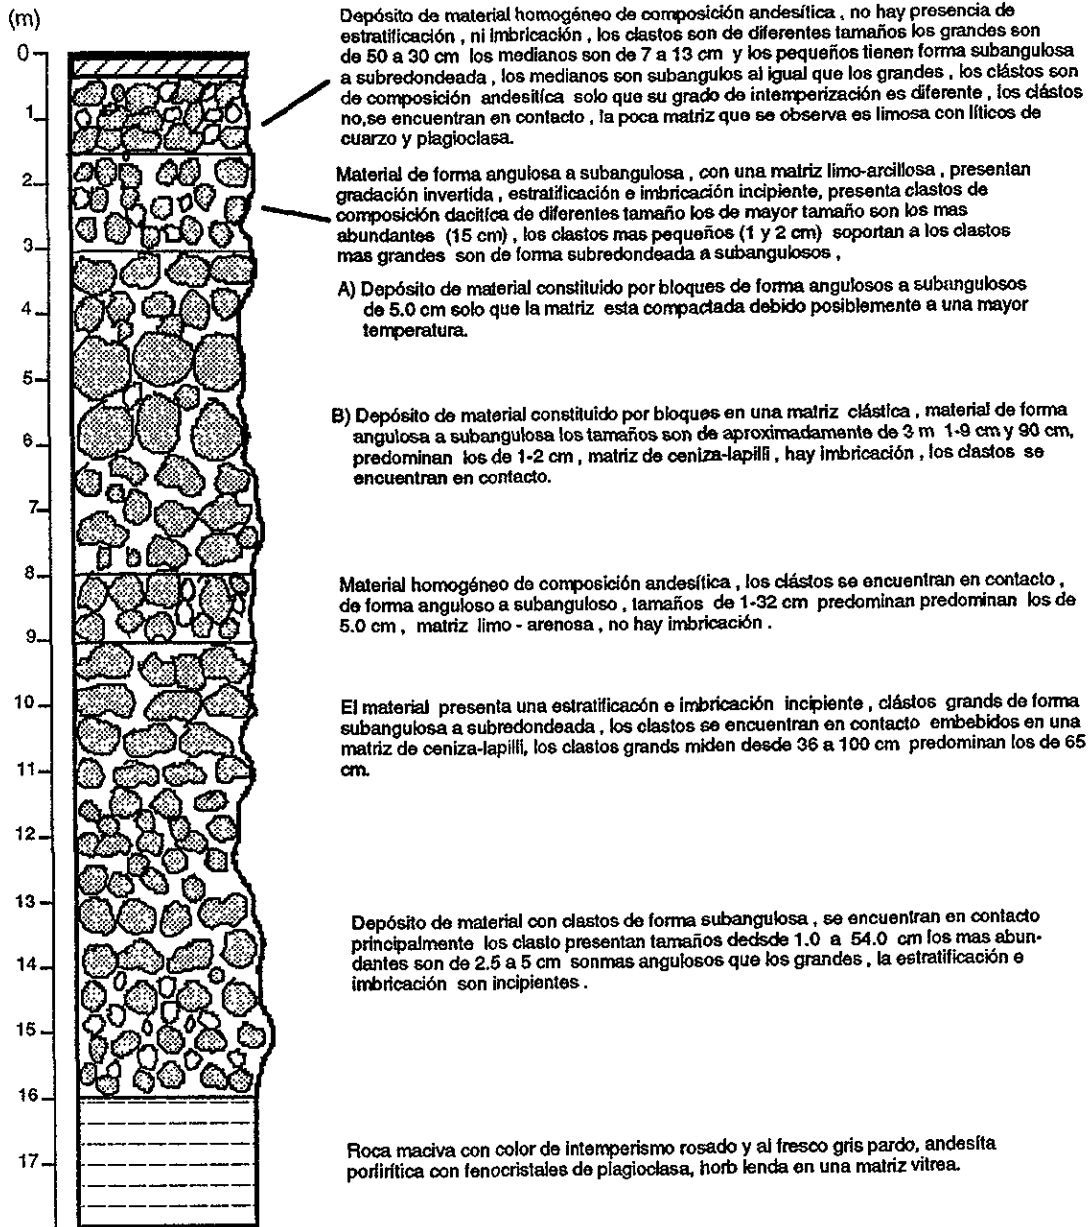 (m)
Depósito de material homogéneo de composición andesítica , no hay presencia de
estratificación , ni imbricación , los clastos son de diferentes tamaños los grandes son
de 50 a 30 cm los medianos son de 7 a 13 cm y los pequeños tienen forma subangulosa
a subredondeada , los medianos son subangulos al igual que los grandes , los clástos son
de composición andesitica solo que su grado de intemperización es diferente , los clástos
no,se encuentran en contacto , la poca matriz que se observa es limosa con líticos de
cuarzo y plagioclasa.
Material de forma angulosa a subangulosa , con una matriz limo-arcillosa , presentan
gradación invertida , estratificación e imbricación incipiente, presenta clastos de
composición dacitica de diferentes tamaño los de mayor tamaño son los mas
abundantes (15 cm) , los clastos mas pequeños (1 y 2 cm) soportan a los clastos
mas grandes son de forma subredondeada a subangulosos ,
A) Depósito de material constituido por bloques de forma angulosos a subangulosos
de 5.0 cm solo que la matriz esta compactada debido posiblemente a una mayor
temperatura.
B) Depósito de material constituido por bloques en una matriz clástica , material de forma
angulosa a subangulosa los tamaños son de aproximadamente de 3 m 1-9 cm y 90 cm,
predominan los de 1-2 cm , matriz de ceniza-lapilli , hay imbricación , los clastos se
encuentran en contacto.
Material homogéneo de composición andesítica , los clástos se encuentran en contacto ,
de forma anguloso a subanguloso , tamaños de 1-32 cm predominan predominan los de
5.0 cm , matriz limo - arenosa , no hay imbricación .
El material presenta una estratificacón e imbricación incipiente , clástos grands de forma
subangulosa a subredondeada , los clastos se encuentran en contacto embebidos en una
matriz de ceniza-lapilli, los clastos grands miden desde 36 a 100 cm predominan los de 65
cm.
Depósito de material con clastos de forma subangulosa , se encuentran en contacto
principalmente los clasto presentan tamaños dedsde 1.0 a 54.0 cm los mas abun-
dantes son de 2.5 a 5 cm sonmas angulosos que los grandes , la estratificación e
imbricación son incipientes .
Roca maciva con color de intemperismo rosado y al fresco gris pardo, andesita
porfirítica con fenocristales de plagioclasa, horb lenda en una matriz vitrea.
0
1
2
3
4
5
6
7
8
9
10
11
12
13
14
15
16
17